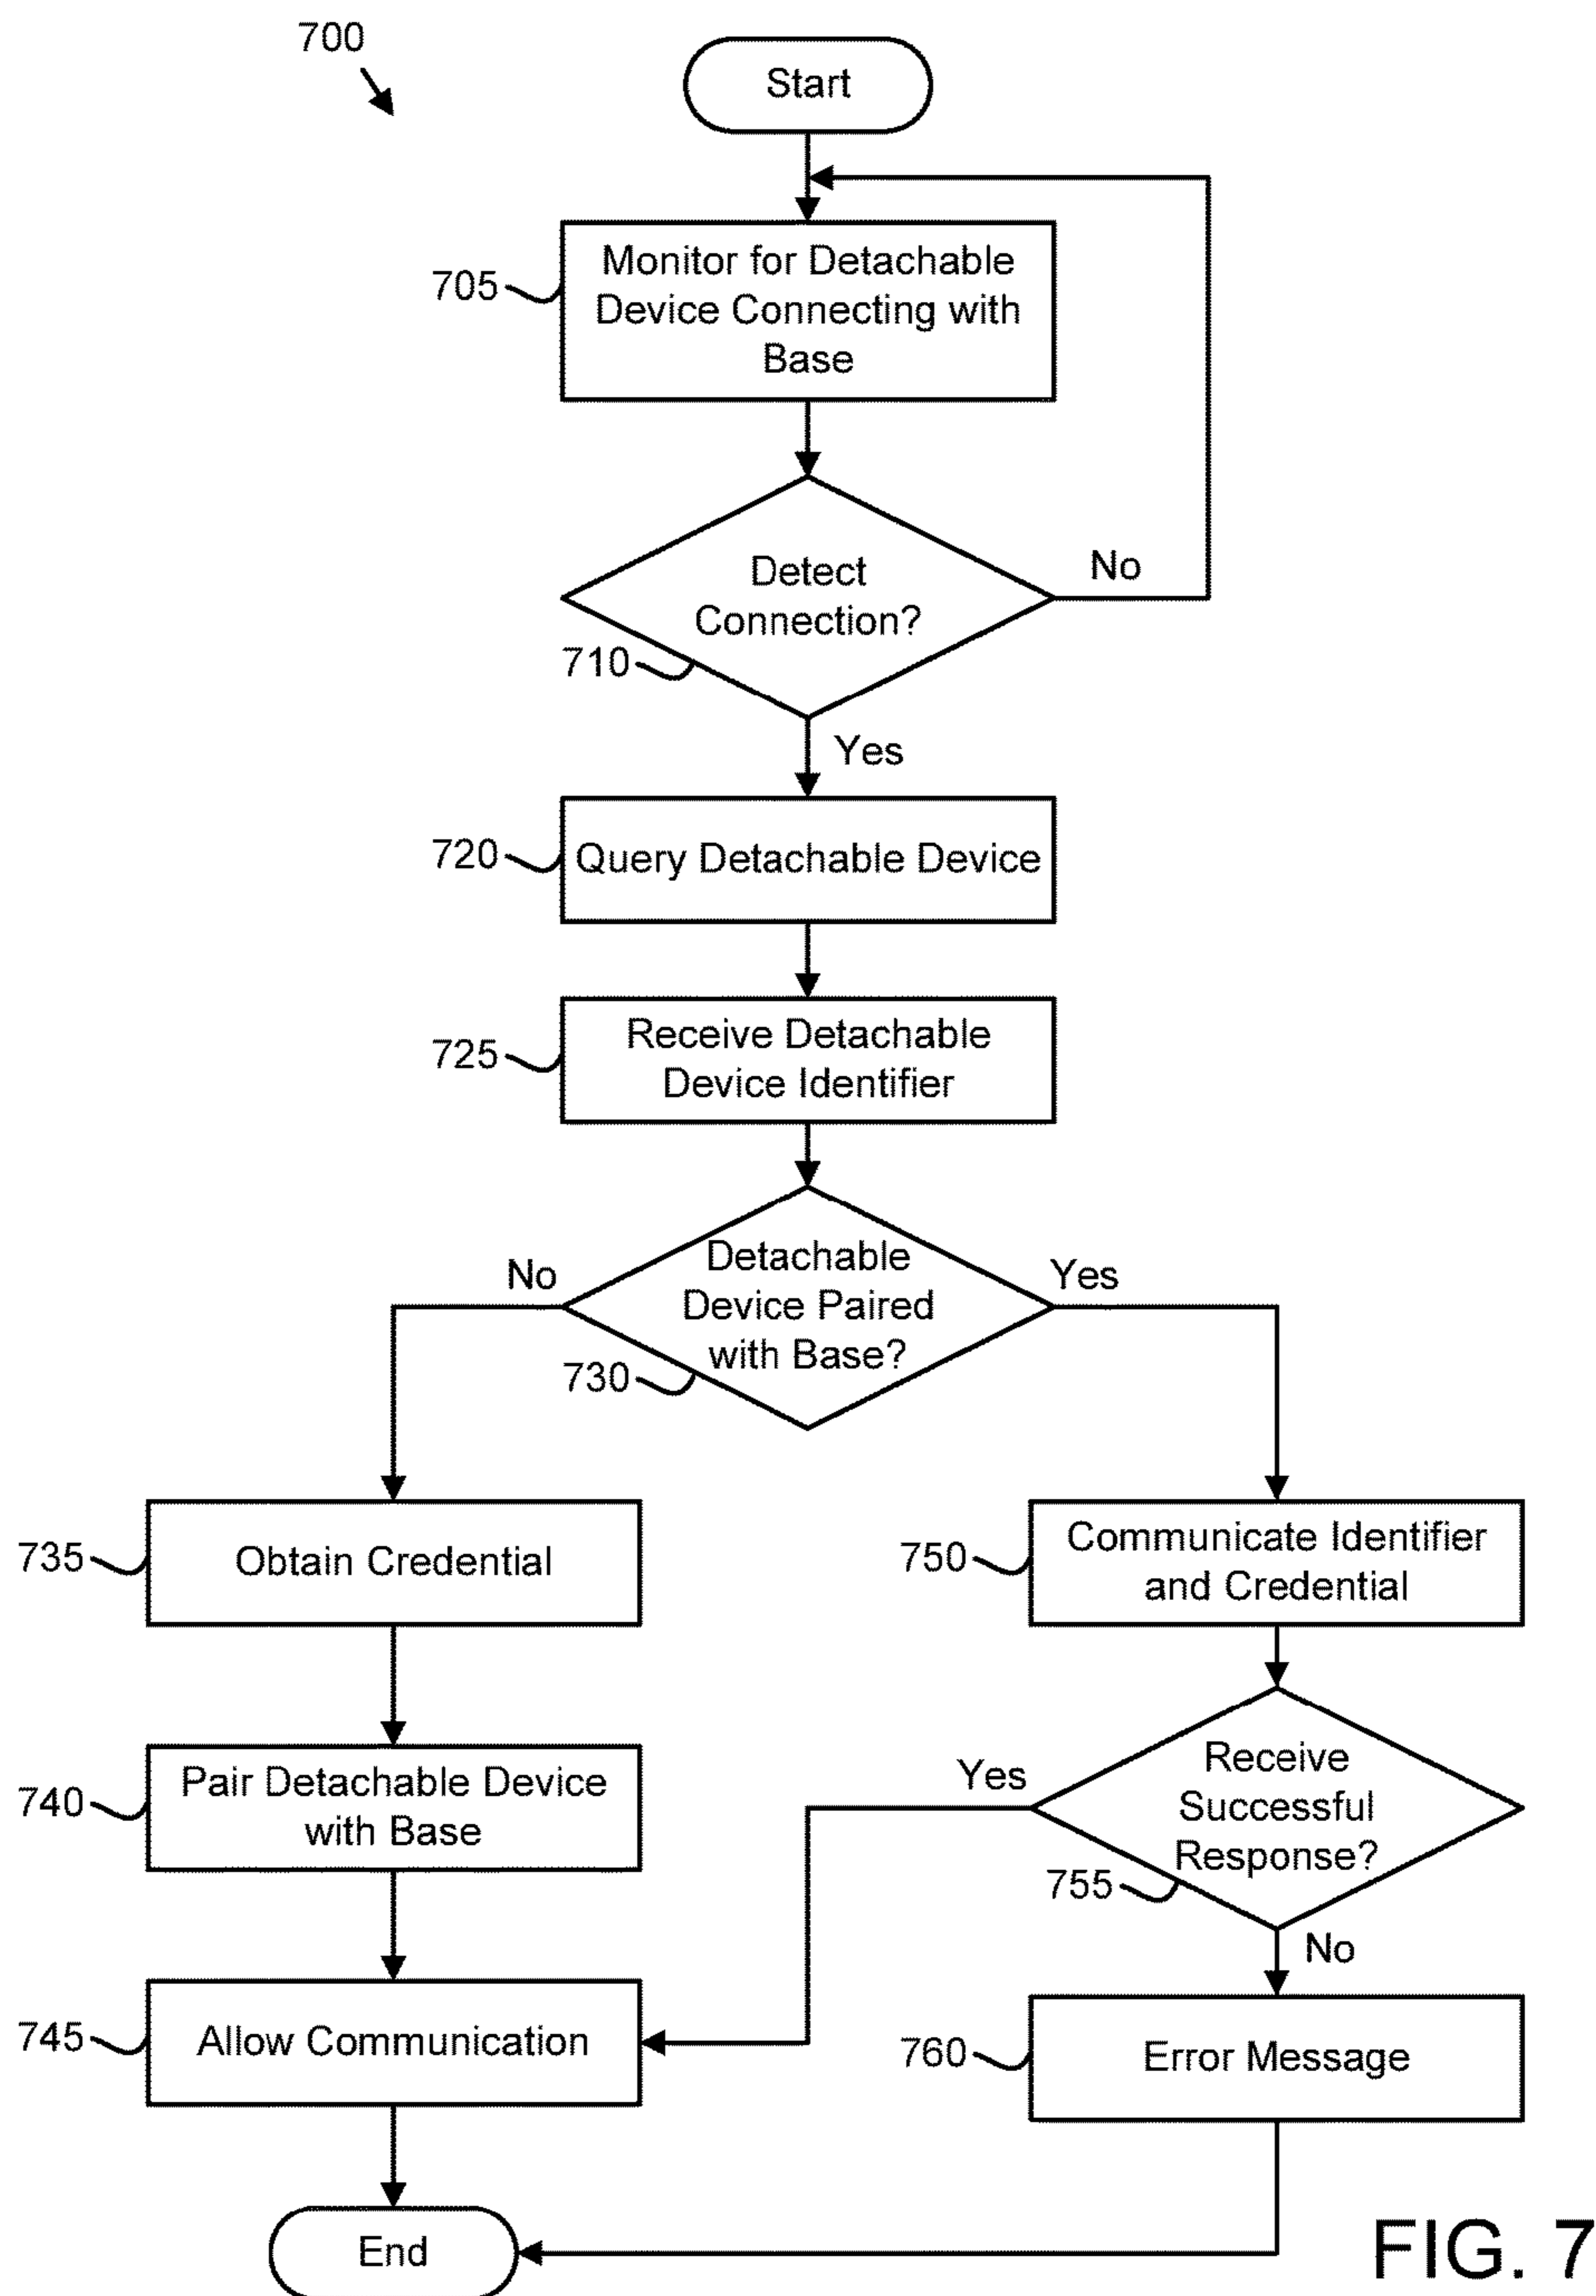 700
Start
705
Monitor for Detachable
Device Connecting with
Base
Detect
Connection?
No
710
Yes
720
Query Detachable Device
725
Receive Detachable
Device Identifier
No
Detachable
Device Paired
with Base?
Yes
730
735
Obtain Credential
750
Communicate Identifier
and Credential
740
Pair Detachable Device
with Base
Yes
Receive
Successful
Response?
755
No
745
Allow Communication
760
Error Message
End
FIG. 7